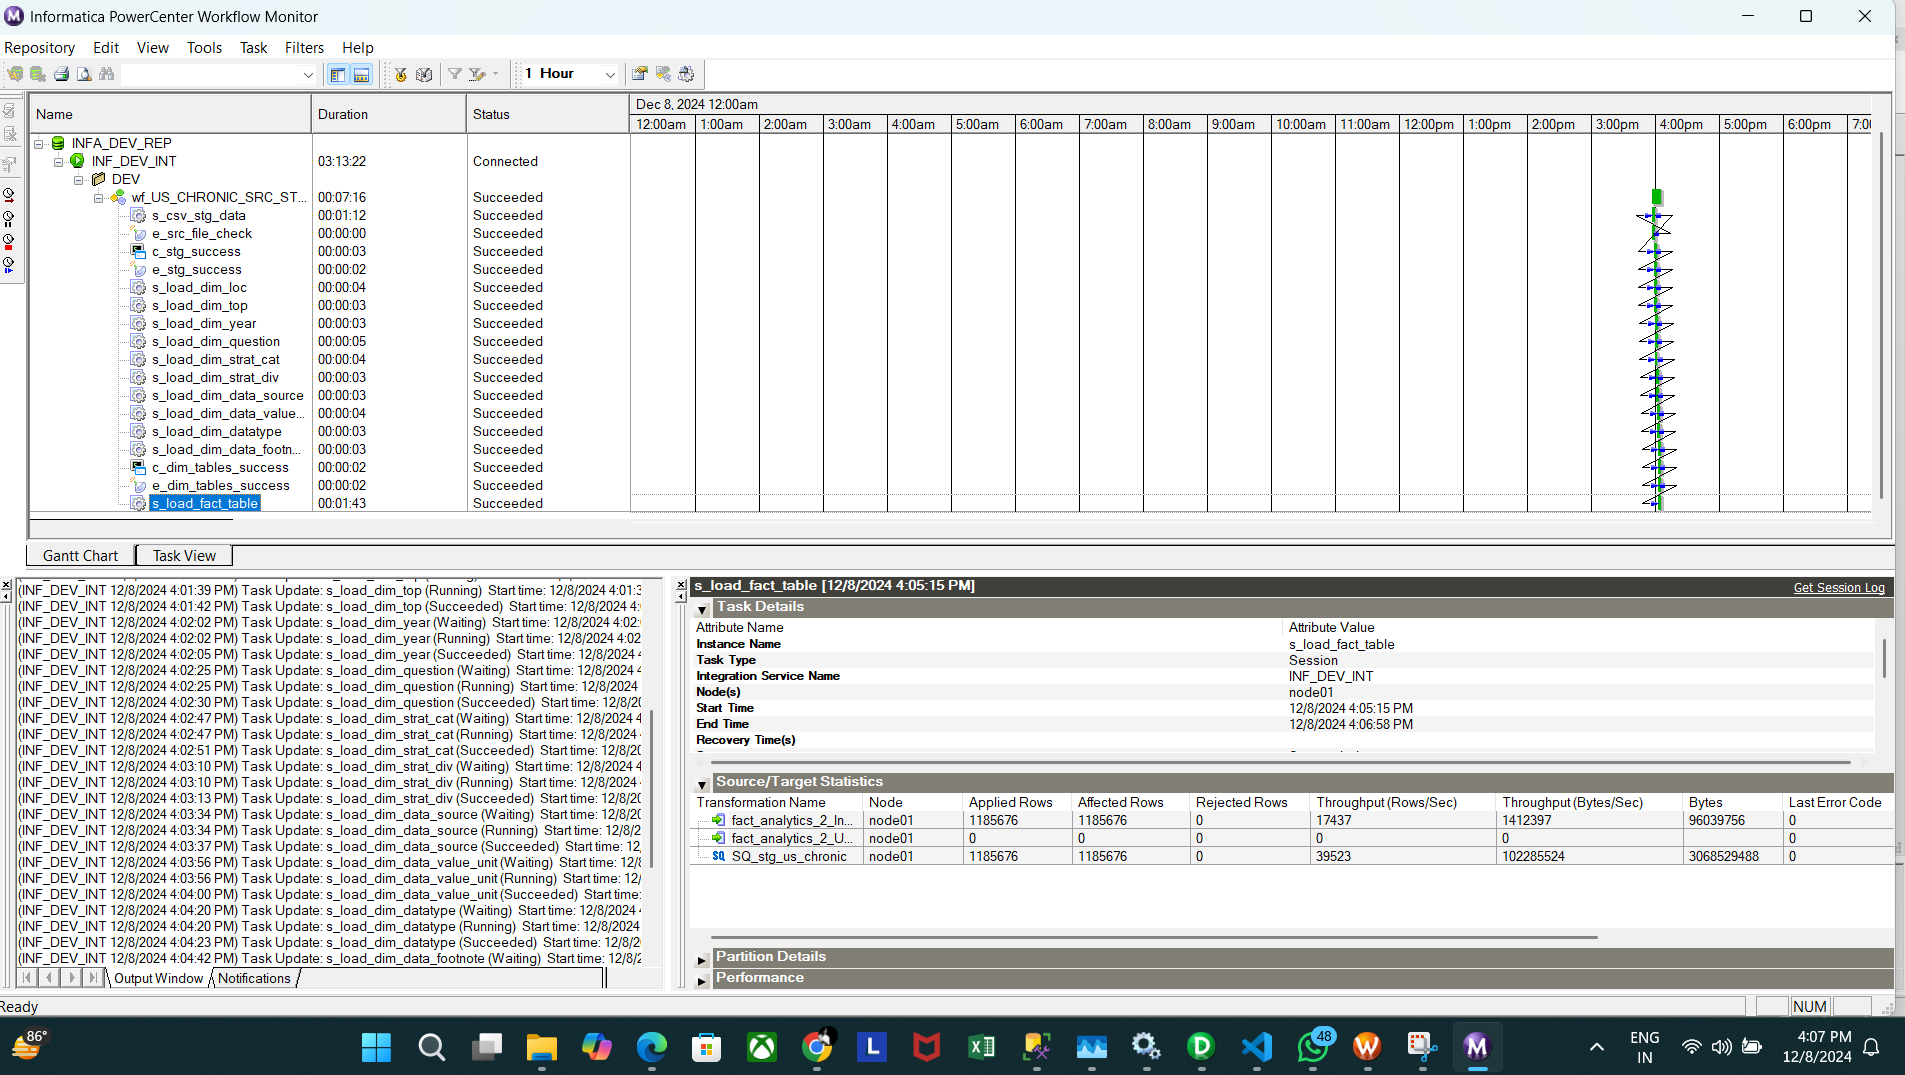 Informatica PowerCenter Workflow Monitor
Repository Edit View Tools Task Filters Help
1 Hour
Name Duration Status
Dec 8, 2024 12:00am
12:00am 1:00am 2:00am 3:00am 4:00am 5:00am 6:00am 7:00am 8:00am 9:00am 10:00am 11:00am 12:00pm 1:00pm 2:00pm 3:00pm 4:00pm 5:00pm 6:00pm 7:0
INFA_DEV_REP
INF_DEV_INT 03:13:22 Connected
DEV
wf_US_CHRONIC_SRC_ST... 00:07:16 Succeeded
s_csv_stg_data 00:01:12 Succeeded
e_src_file_check 00:00:00 Succeeded
c_stg_success 00:00:03 Succeeded
e_stg_success 00:00:02 Succeeded
s_load_dim_loc 00:00:04 Succeeded
s_load_dim_top 00:00:03 Succeeded
s_load_dim_year 00:00:03 Succeeded
s_load_dim_question 00:00:05 Succeeded
s_load_dim_strat_cat 00:00:04 Succeeded
s_load_dim_strat_div 00:00:03 Succeeded
s_load_dim_data_source 00:00:03 Succeeded
s_load_dim_data_value... 00:00:04 Succeeded
s_load_dim_datatype 00:00:03 Succeeded
s_load_dim_data_footn... 00:00:03 Succeeded
c_dim_tables_success 00:00:02 Succeeded
e_dim_tables_success 00:00:02 Succeeded
s_load_fact_table 00:01:43 Succeeded
Gantt Chart Task View
(INF_DEV_INT 12/8/2024 4:01:39 PM) Task Update: s_load_dim_top (Running) Start time: 12/8/2024 4:01:3
(INF_DEV_INT 12/8/2024 4:01:42 PM) Task Update: s_load_dim_top (Succeeded) Start time: 12/8/2024 4:
(INF_DEV_INT 12/8/2024 4:02:02 PM) Task Update: s_load_dim_year (Waiting) Start time: 12/8/2024 4:02:
(INF_DEV_INT 12/8/2024 4:02:02 PM) Task Update: s_load_dim_year (Running) Start time: 12/8/2024 4:02
(INF_DEV_INT 12/8/2024 4:02:05 PM) Task Update: s_load_dim_year (Succeeded) Start time: 12/8/2024 4
(INF_DEV_INT 12/8/2024 4:02:25 PM) Task Update: s_load_dim_question (Waiting) Start time: 12/8/2024 4
(INF_DEV_INT 12/8/2024 4:02:25 PM) Task Update: s_load_dim_question (Running) Start time: 12/8/2024
(INF_DEV_INT 12/8/2024 4:02:30 PM) Task Update: s_load_dim_question (Succeeded) Start time: 12/8/202
(INF_DEV_INT 12/8/2024 4:02:47 PM) Task Update: s_load_dim_strat_cat (Waiting) Start time: 12/8/2024 4
(INF_DEV_INT 12/8/2024 4:02:47 PM) Task Update: s_load_dim_strat_cat (Running) Start time: 12/8/2024
(INF_DEV_INT 12/8/2024 4:02:51 PM) Task Update: s_load_dim_strat_cat (Succeeded) Start time: 12/8/20
(INF_DEV_INT 12/8/2024 4:03:10 PM) Task Update: s_load_dim_strat_div (Waiting) Start time: 12/8/2024 4
(INF_DEV_INT 12/8/2024 4:03:10 PM) Task Update: s_load_dim_strat_div (Running) Start time: 12/8/2024
(INF_DEV_INT 12/8/2024 4:03:13 PM) Task Update: s_load_dim_strat_div (Succeeded) Start time: 12/8/20
(INF_DEV_INT 12/8/2024 4:03:34 PM) Task Update: s_load_dim_data_source (Waiting) Start time: 12/8/20
(INF_DEV_INT 12/8/2024 4:03:34 PM) Task Update: s_load_dim_data_source (Running) Start time: 12/8/20
(INF_DEV_INT 12/8/2024 4:03:37 PM) Task Update: s_load_dim_data_source (Succeeded) Start time: 12/8
(INF_DEV_INT 12/8/2024 4:03:56 PM) Task Update: s_load_dim_data_value_unit (Waiting) Start time: 12/8
(INF_DEV_INT 12/8/2024 4:03:56 PM) Task Update: s_load_dim_data_value_unit (Running) Start time: 12/8
(INF_DEV_INT 12/8/2024 4:04:00 PM) Task Update: s_load_dim_data_value_unit (Succeeded) Start time:
(INF_DEV_INT 12/8/2024 4:04:20 PM) Task Update: s_load_dim_datatype (Waiting) Start time: 12/8/2024
(INF_DEV_INT 12/8/2024 4:04:20 PM) Task Update: s_load_dim_datatype (Running) Start time: 12/8/2024
(INF_DEV_INT 12/8/2024 4:04:23 PM) Task Update: s_load_dim_datatype (Succeeded) Start time: 12/8/2
(INF_DEV_INT 12/8/2024 4:04:42 PM) Task Update: s_load_dim_data_footnote (Waiting) Start time: 12/8/2
Output Window Notifications
s_load_fact_table [12/8/2024 4:05:15 PM] Get Session Log
Task Details
Attribute Name Attribute Value
Instance Name s_load_fact_table
Task Type Session
Integration Service Name INF_DEV_INT
Node(s) node01
Start Time 12/8/2024 4:05:15 PM
End Time 12/8/2024 4:06:58 PM
Recovery Time(s)
Source/Target Statistics
Transformation Name Node Applied Rows Affected Rows Rejected Rows Throughput (Rows/Sec) Throughput (Bytes/Sec) Bytes Last Error Code
fact_analytics_2_In... node01 1185676 1185676 0 17437 1412397 96039756 0
fact_analytics_2_U... node01 0 0 0 0 0 0
SQ_stg_us_chronic node01 1185676 1185676 0 39523 102285524 3068529488 0
Partition Details
Performance
Ready
NUM
86°
48
ENG
IN
4:07 PM
12/8/2024